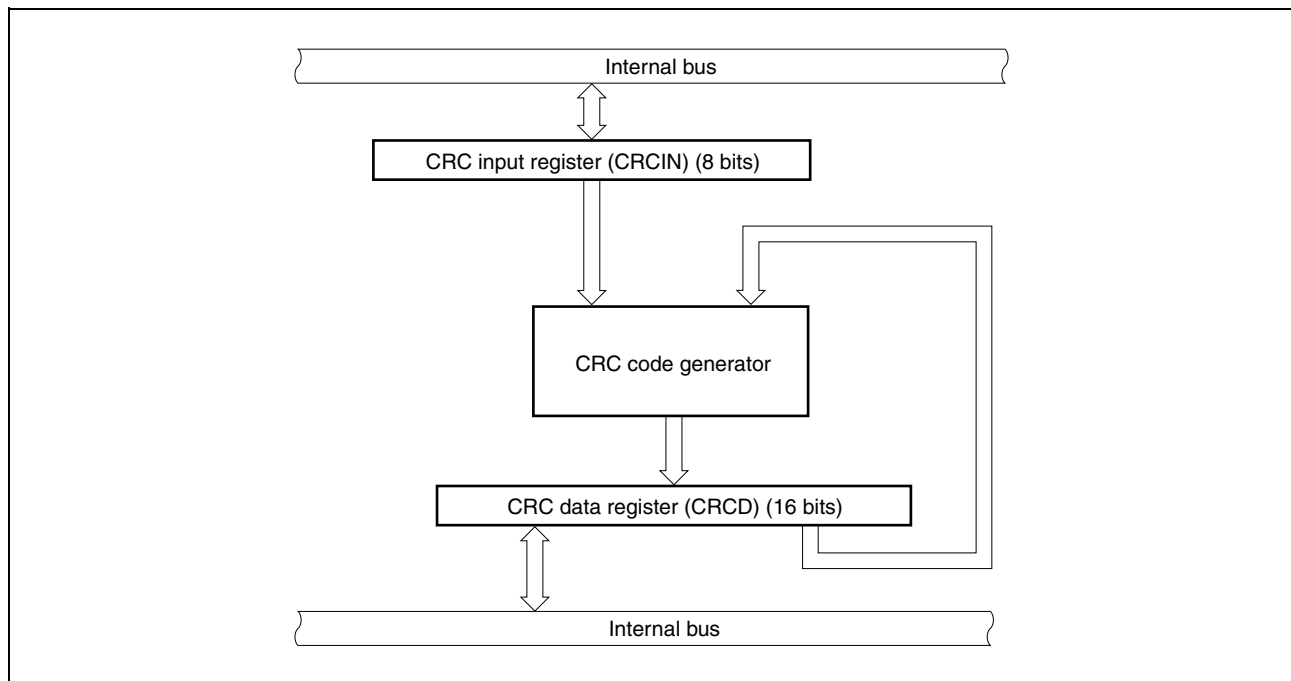 Internal bus
CRC input register (CRCIN) (8 bits)
CRC code generator
CRC data register (CRCD) (16 bits)
Internal bus